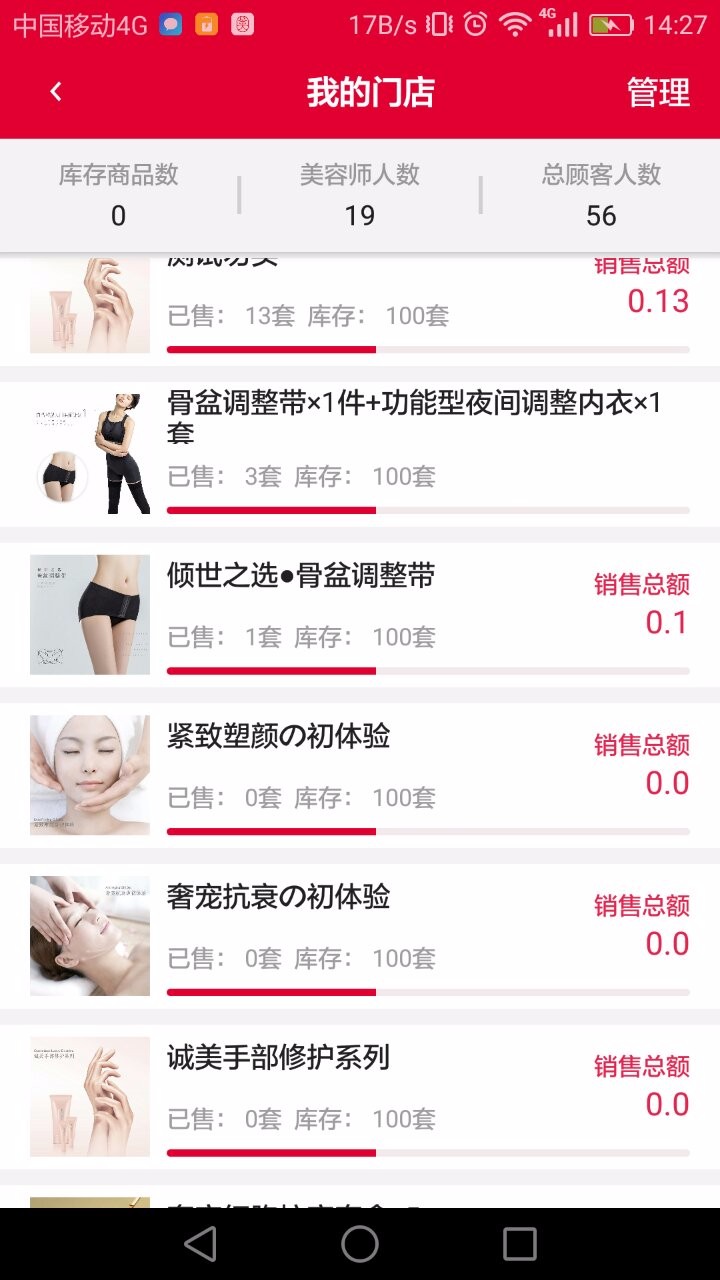 中国移动4G 17B/s 4G 14:27
我的门店 管理
库存商品数 美容师人数 总顾客人数
0 19 56
销售总额
0.13
已售： 13套 库存： 100套
骨盆调整带×1件+功能型夜间调整内衣×1
套
已售： 3套 库存： 100套
倾世之选●骨盆调整带
销售总额
0.1
已售： 1套 库存： 100套
紧致塑颜の初体验
销售总额
0.0
已售： 0套 库存： 100套
奢宠抗衰の初体验
销售总额
0.0
已售： 0套 库存： 100套
诚美手部修护系列
销售总额
0.0
已售： 0套 库存： 100套